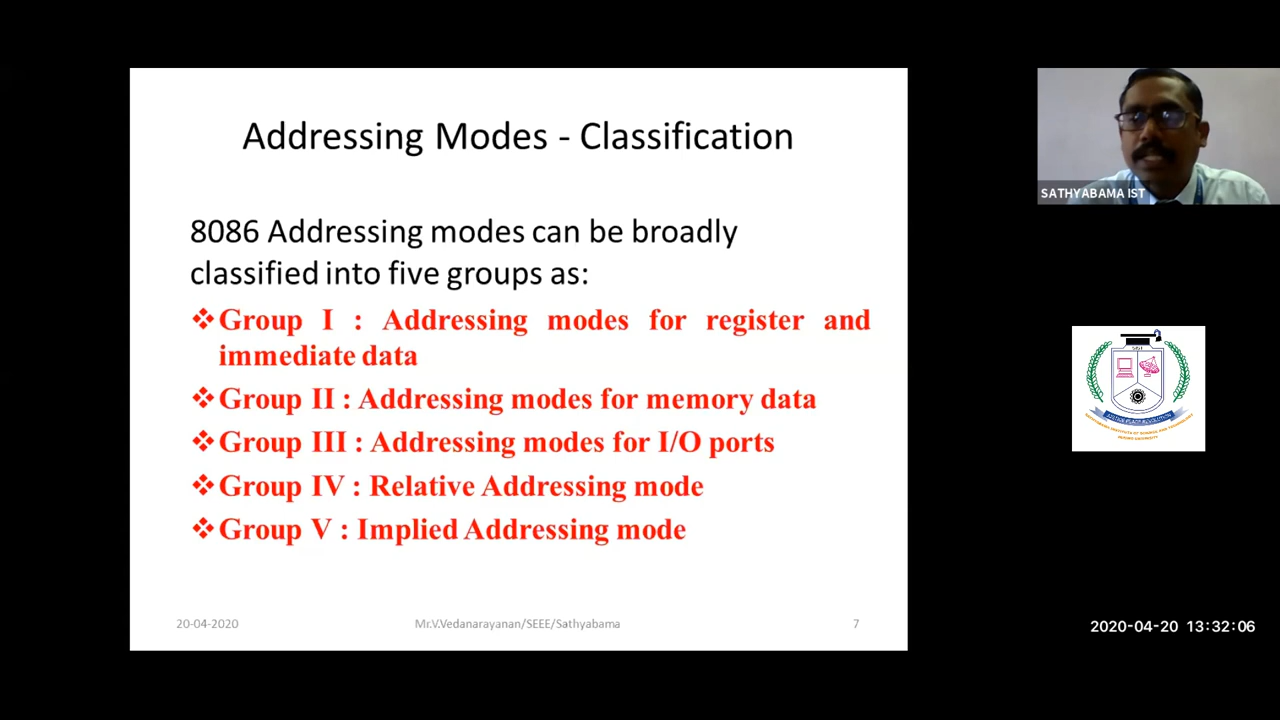 Addressing Modes - Classification
8086 Addressing modes can be broadly
classified into five groups as:
❖Group I : Addressing modes for register and
immediate data
❖Group II : Addressing modes for memory data
❖Group III : Addressing modes for I/O ports
❖Group IV : Relative Addressing mode
❖Group V : Implied Addressing mode
20-04-2020
Mr.V.Vedanarayanan/SEEE/Sathyabama
7
SATHYABAMA IST
2020-04-20 13:32:06